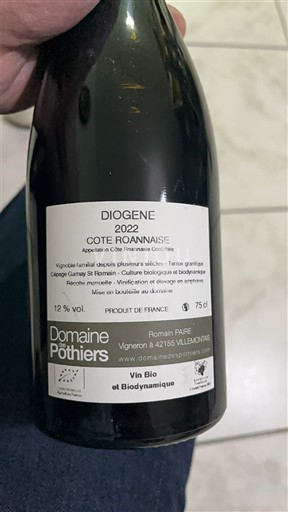 DIOGENE
2022
COTE ROANNAISE
Appellation Côte Roannaise Contrôlée
Vignoble familial depuis plusieurs siècles - Terroir granitique
Cépage Gamay St Romain - Culture biologique et biodynamique
Récolte manuelle - Vinification et élevage en amphores
Mise en bouteille au domaine
12 % vol. PRODUIT DE FRANCE 75 cl
Domaine des Pothiers
Romain PAIRE
Vigneron à 42155 VILLEMONTAIS
www.domainedespothiers.com
Vin Bio
et Biodynamique